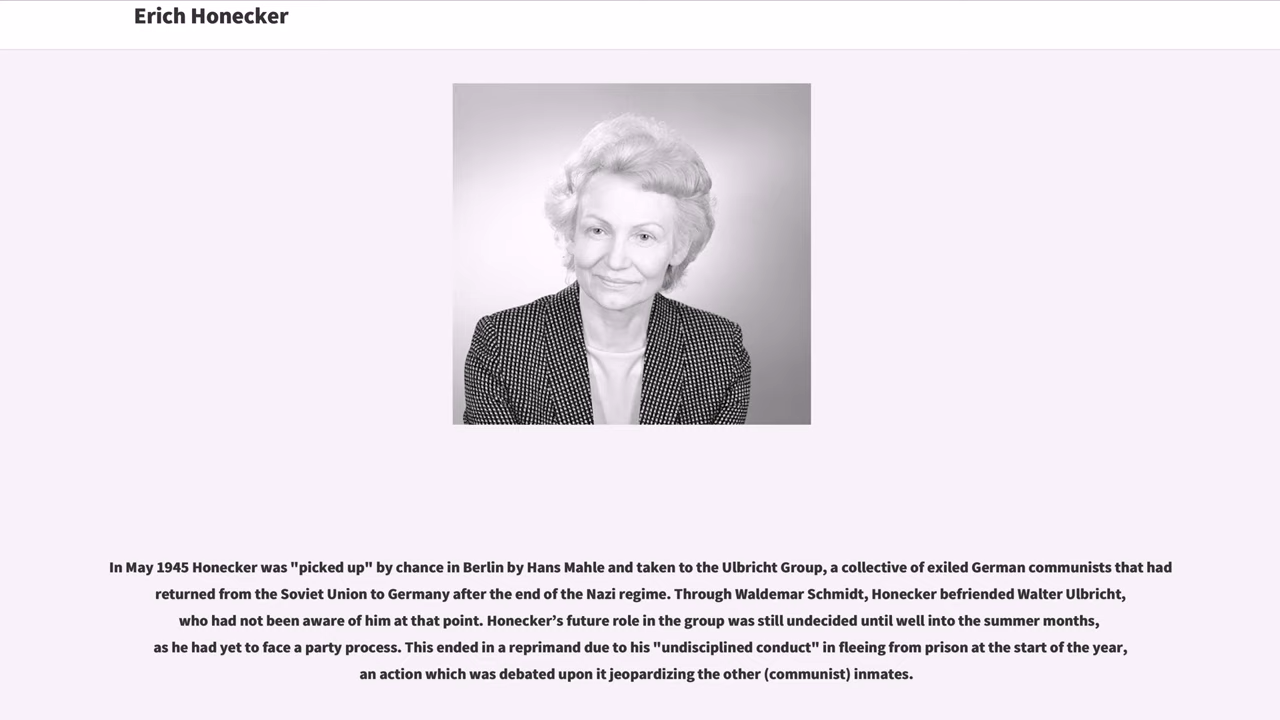 Erich Honecker
In May 1945 Honecker was "picked up" by chance in Berlin by Hans Mahle and taken to the Ulbricht Group, a collective of exiled German communists that had
returned from the Soviet Union to Germany after the end of the Nazi regime. Through Waldemar Schmidt, Honecker befriended Walter Ulbricht,
who had not been aware of him at that point. Honecker’s future role in the group was still undecided until well into the summer months,
as he had yet to face a party process. This ended in a reprimand due to his "undisciplined conduct" in fleeing from prison at the start of the year,
an action which was debated upon it jeopardizing the other (communist) inmates.